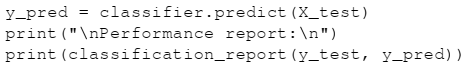 y_pred = classifier.predict(X_test)
print("\nPerformance report:\n")
print(classification_report(y_test, y_pred))